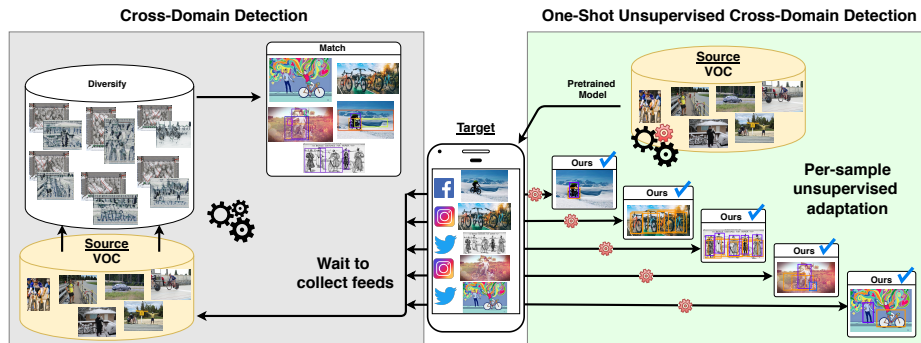 Cross-Domain Detection
One-Shot Unsupervised Cross-Domain Detection
Match
Diversify
Source
VOC
Pretrained
Model
Target
Ours
Ours
Ours
Ours
Ours
Per-sample
unsupervised
adaptation
Wait to
collect feeds
Source
VOC